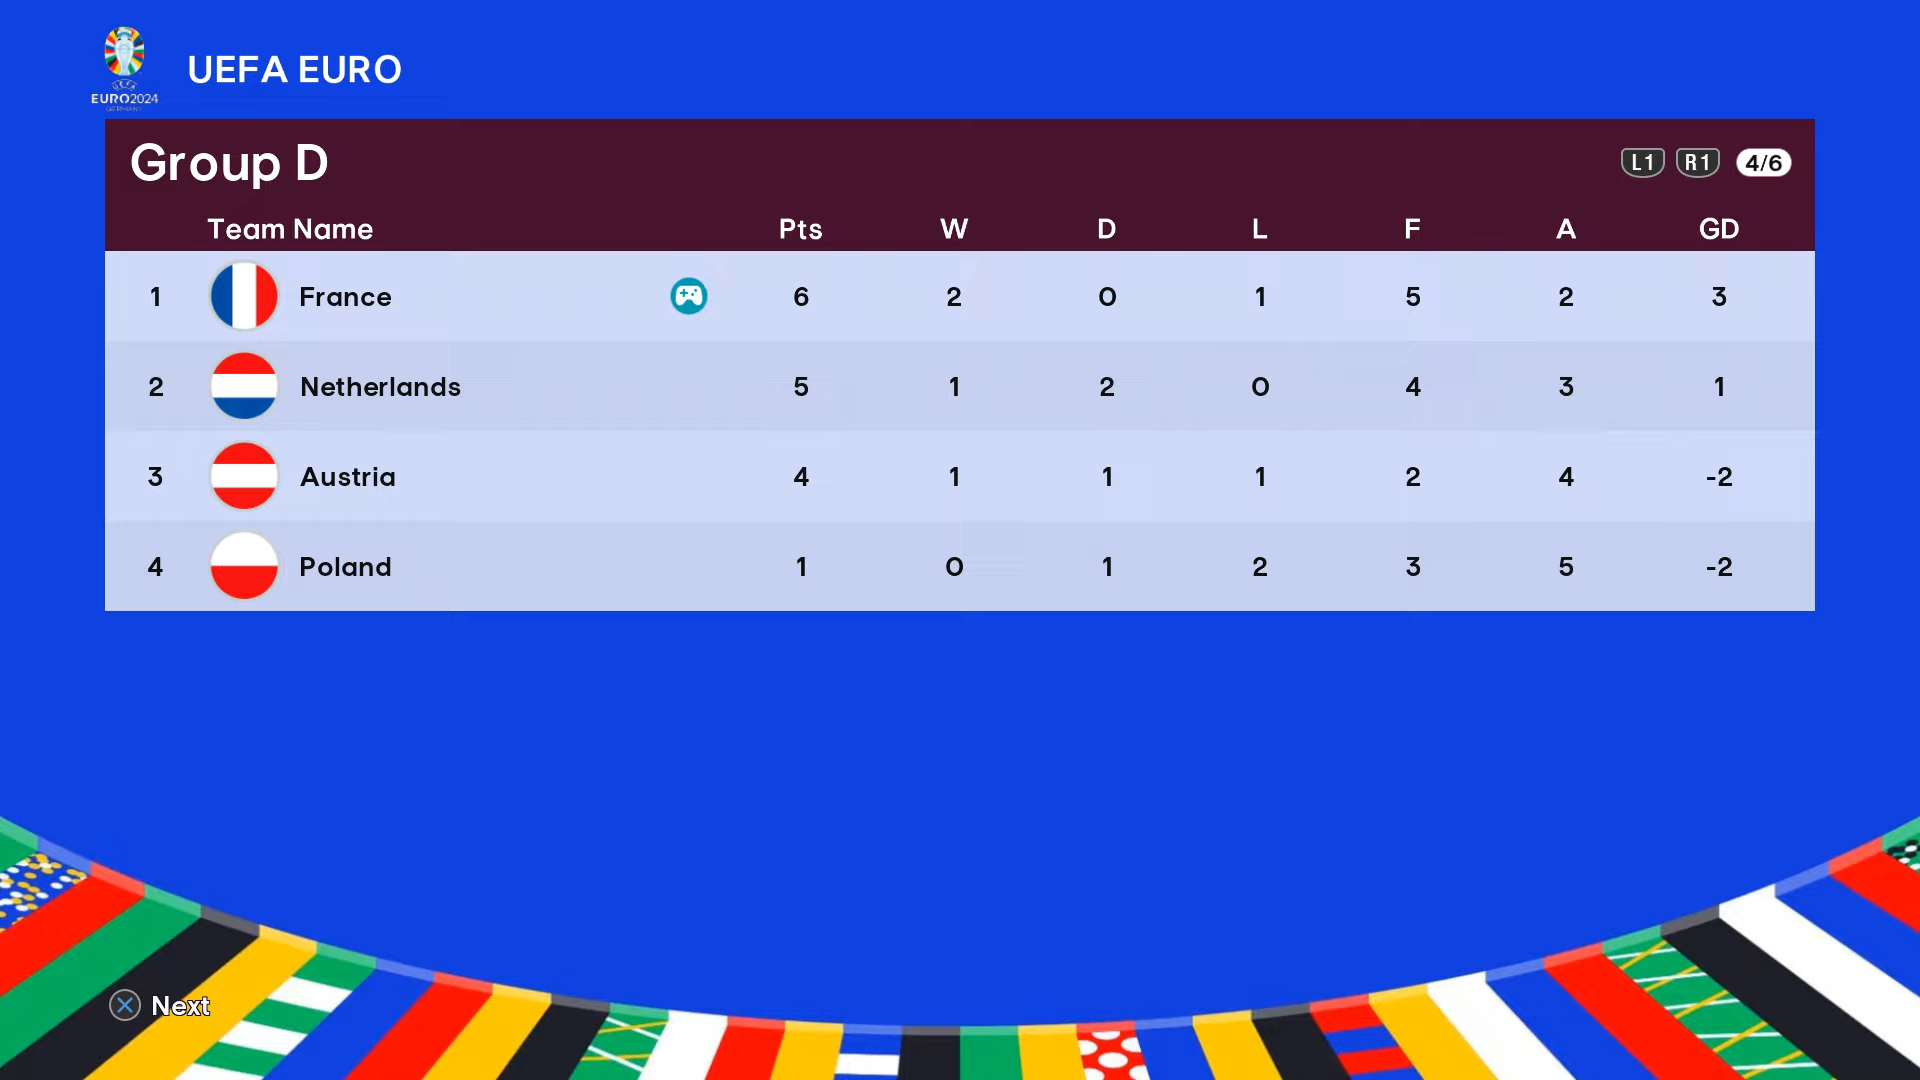 UEFA
EURO2024
GERMANY
UEFA EURO
Group D
L1 R1 4/6
Team Name Pts W D L F A GD
1 France 6 2 0 1 5 2 3
2 Netherlands 5 1 2 0 4 3 1
3 Austria 4 1 1 1 2 4 -2
4 Poland 1 0 1 2 3 5 -2
Next